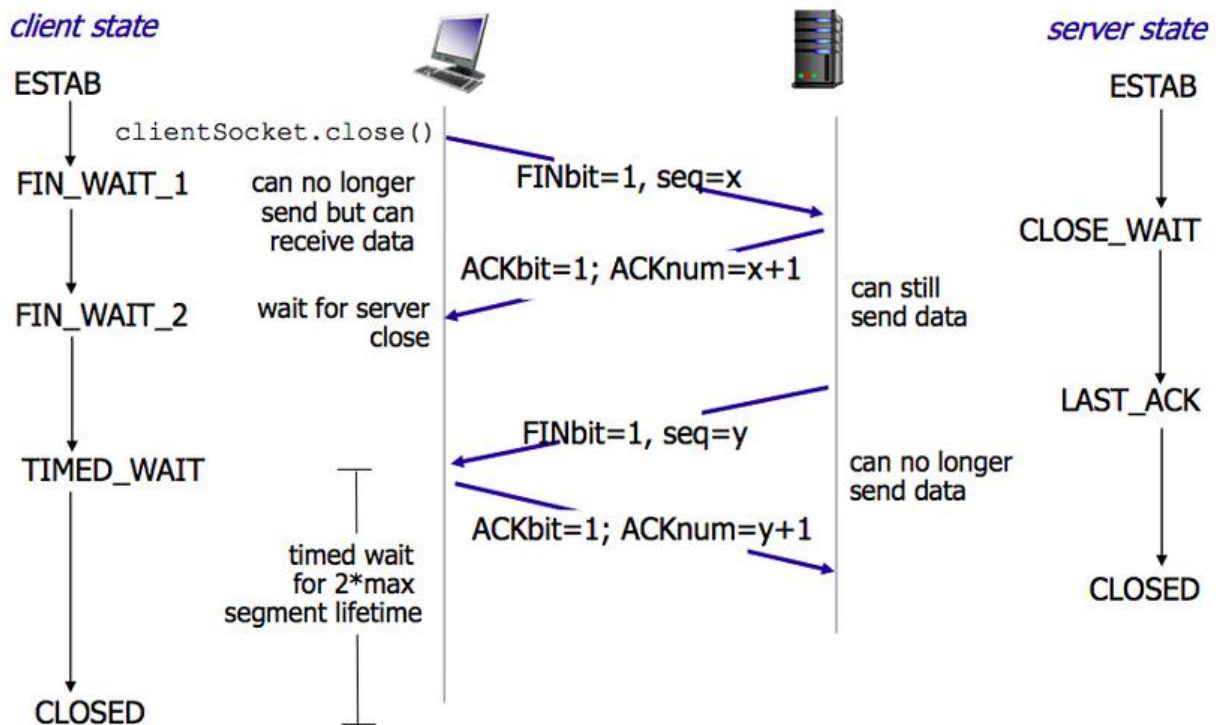 client state
server state
ESTAB
ESTAB
clientSocket.close()
FINbit=1, seq=x
FIN_WAIT_1
can no longer
send but can
receive data
CLOSE_WAIT
ACKbit=1; ACKnum=x+1
FIN_WAIT_2
wait for server
close
can still
send data
LAST_ACK
FINbit=1, seq=y
TIMED_WAIT
can no longer
send data
ACKbit=1; ACKnum=y+1
timed wait
for 2*max
segment lifetime
CLOSED
CLOSED